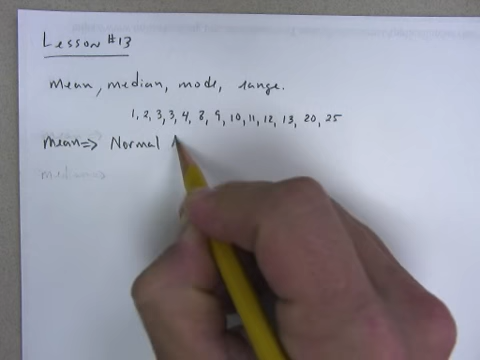 Lesson #13
Mean, median, mode, range.
1, 2, 3, 3, 4, 8, 9, 10, 11, 12, 13, 20, 25
mean=> Normal
median=>